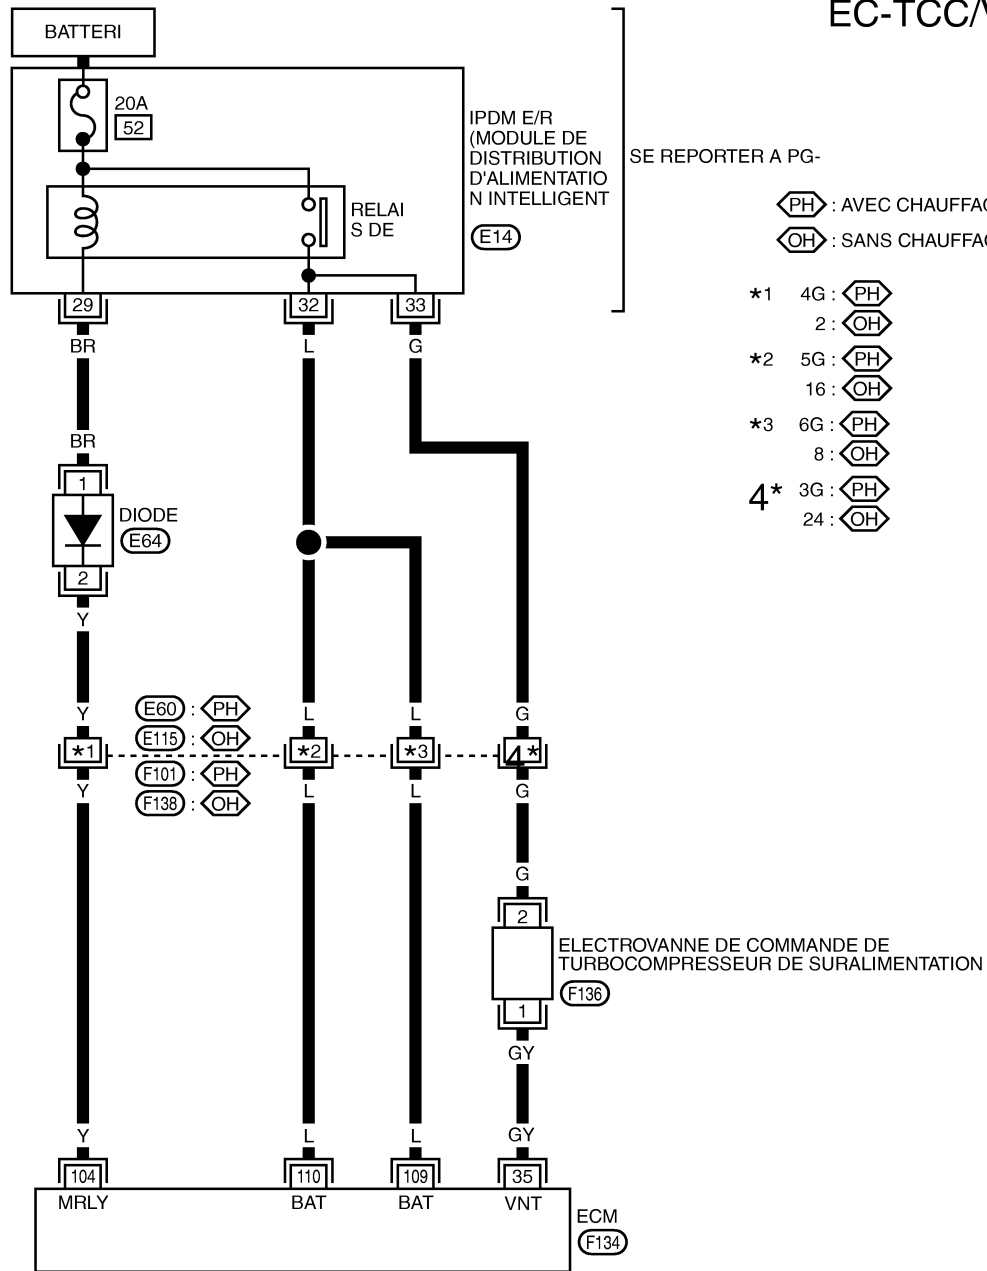 EC-TCC/V
BATTERI
20A
52
IPDM E/R
(MODULE DE
DISTRIBUTION
D'ALIMENTATIO
N INTELLIGENT
E14
SE REPORTER A PG-
RELAI
S DE
PH : AVEC CHAUFFAG
OH : SANS CHAUFFAG
29
32
33
*1 4G : PH
2 : OH
*2 5G : PH
16 : OH
*3 6G : PH
8 : OH
4* 3G : PH
24 : OH
BR
L
G
BR
1
DIODE
E64
2
Y
Y
L
L
G
E60 : PH
E115 : OH
*1
*2
*3
4*
F101 : PH
F138 : OH
Y
L
L
G
G
2
ELECTROVANNE DE COMMANDE DE
TURBOCOMPRESSEUR DE SURALIMENTATION
F136
1
GY
Y
L
L
GY
104
110
109
35
MRLY
BAT
BAT
VNT
ECM
F134